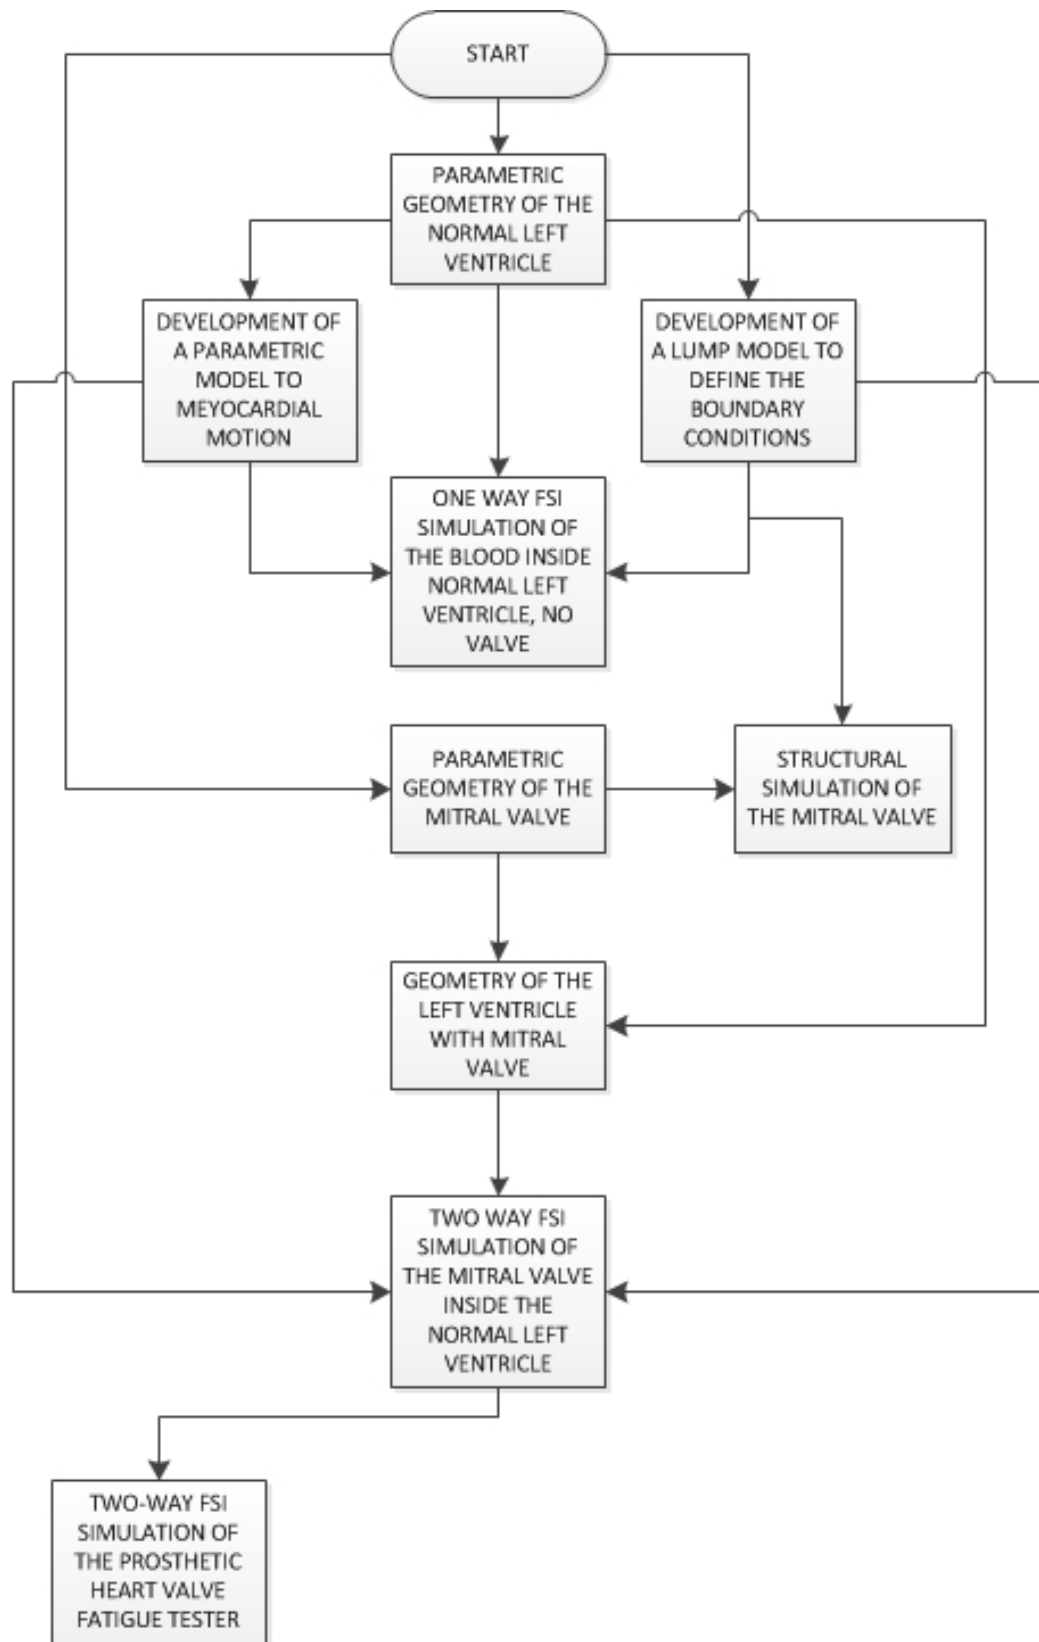 START
PARAMETRIC
GEOMETRY OF THE
NORMAL LEFT
VENTRICLE
DEVELOPMENT OF
A PARAMETRIC
MODEL TO
MEYOCARDIAL
MOTION
DEVELOPMENT OF
A LUMP MODEL TO
DEFINE THE
BOUNDARY
CONDITIONS
ONE WAY FSI
SIMULATION OF
THE BLOOD INSIDE
NORMAL LEFT
VENTRICLE, NO
VALVE
PARAMETRIC
GEOMETRY OF THE
MITRAL VALVE
STRUCTURAL
SIMULATION OF
THE MITRAL VALVE
GEOMETRY OF THE
LEFT VENTRICLE
WITH MITRAL
VALVE
TWO WAY FSI
SIMULATION OF
THE MITRAL VALVE
INSIDE THE
NORMAL LEFT
VENTRICLE
TWO-WAY FSI
SIMULATION OF
THE PROSTHETIC
HEART VALVE
FATIGUE TESTER